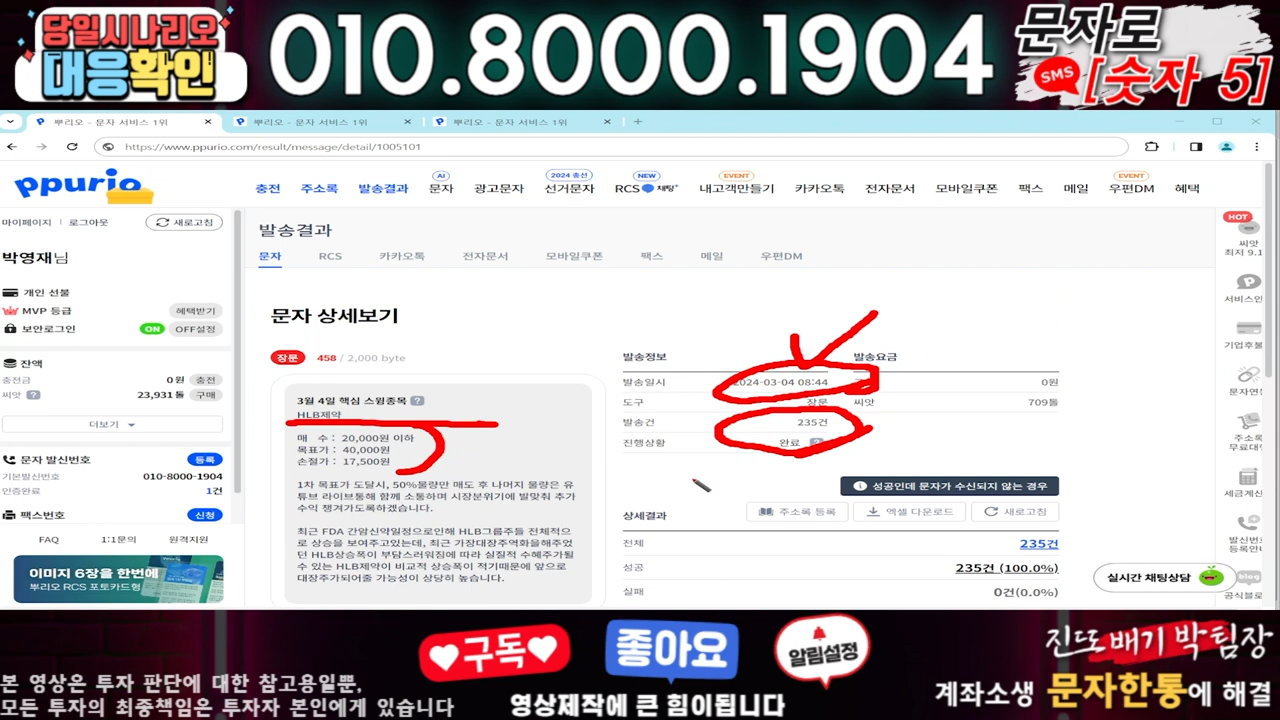 당일시나리오
대응확인
010.8000.1904
문자로
SMS
[숫자 5]
뿌리오 - 문자 서비스 1위
뿌리오 - 문자 서비스 1위
뿌리오 - 문자 서비스 1위
https://www.ppurio.com/result/message/detail/1005101
ppurio
AI
2024 총선
NEW
EVENT
EVENT
충전 주소록 발송결과 문자 광고문자 선거문자 RCS 채팅+ 내고객만들기 카카오톡 전자문서 모바일쿠폰 팩스 메일 우편DM 혜택
마이페이지 | 로그아웃
새로고침
박영재님
개인 선불
MVP 등급
혜택받기
보안로그인
ON
OFF설정
잔액
충전금
0 원
충전
씨앗 ?
23,931 톨
구매
더보기
문자 발신번호
등록
기본발신번호
010-8000-1904
인증완료
1건
팩스번호
신청
FAQ
1:1문의
원격지원
이미지 6장을 한번에
뿌리오 RCS 포토카드형
발송결과
문자 RCS 카카오톡 전자문서 모바일쿠폰 팩스 메일 우편DM
문자 상세보기
장문
458 / 2,000 byte
3월 4일 핵심 스윙종목 ?
HLB제약
매 수 : 20,000원 이하
목표가 : 40,000원
손절가 : 17,500원
1차 목표가 도달시, 50%물량만 매도 후 나머지 물량은 유
튜브 라이브통해 함께 소통하며 시장분위기에 발맞춰 추가
수익 챙겨가도록하겠습니다.
최근 FDA 간암신약일정으로인해 HLB그룹주들 전체적으
로 상승을 보여주고있는데, 최근 가장대장주역화를해주었
던 HLB상승폭이 부담스러워짐에 따라 실질적 수혜주가될
수 있는 HLB제약이 비교적 상승폭이 적기때문에 앞으로
대장주가되어줄 가능성이 상당히 높습니다.
발송정보
발송일시
2024-03-04 08:44
도구
장문
발송건
235건
진행상황
완료 ?
발송요금
0원
씨앗
709톨
성공인데 문자가 수신되지 않는 경우
상세결과
주소록 등록
엑셀 다운로드
새로고침
전체
235건
성공
235건 (100.0%)
실패
0건(0.0%)
HOT
씨앗
최저 9.1
서비스인
기업후불
문자연
주소록
무료대
세금계산
발신번호
등록안내
blog
공식블로
실시간 채팅상담
구독
좋아요
알림설정
영상제작에 큰 힘이됩니다
본 영상은 투자 판단에 대한 참고용일뿐,
모든 투자의 최종책임은 투자자 본인에게 있습니다
진또배기 박팀장
계좌소생 문자한통에 해결